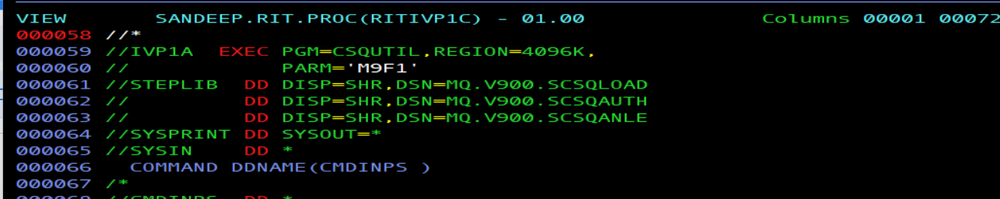 VIEW SANDEEP.RIT.PROC(RITIVP1C) - 01.00 Columns 00001 00072
000058 //*
000059 //IVP1A EXEC PGM=CSQUTIL,REGION=4096K,
000060 // PARM='M9F1'
000061 //STEPLIB DD DISP=SHR,DSN=MQ.V900.SCSQLOAD
000062 // DD DISP=SHR,DSN=MQ.V900.SCSQAUTH
000063 // DD DISP=SHR,DSN=MQ.V900.SCSQANLE
000064 //SYSPRINT DD SYSOUT=*
000065 //SYSIN DD *
000066 COMMAND DDNAME(CMDINPS )
000067 /*
000068 //CMDINPS DD *